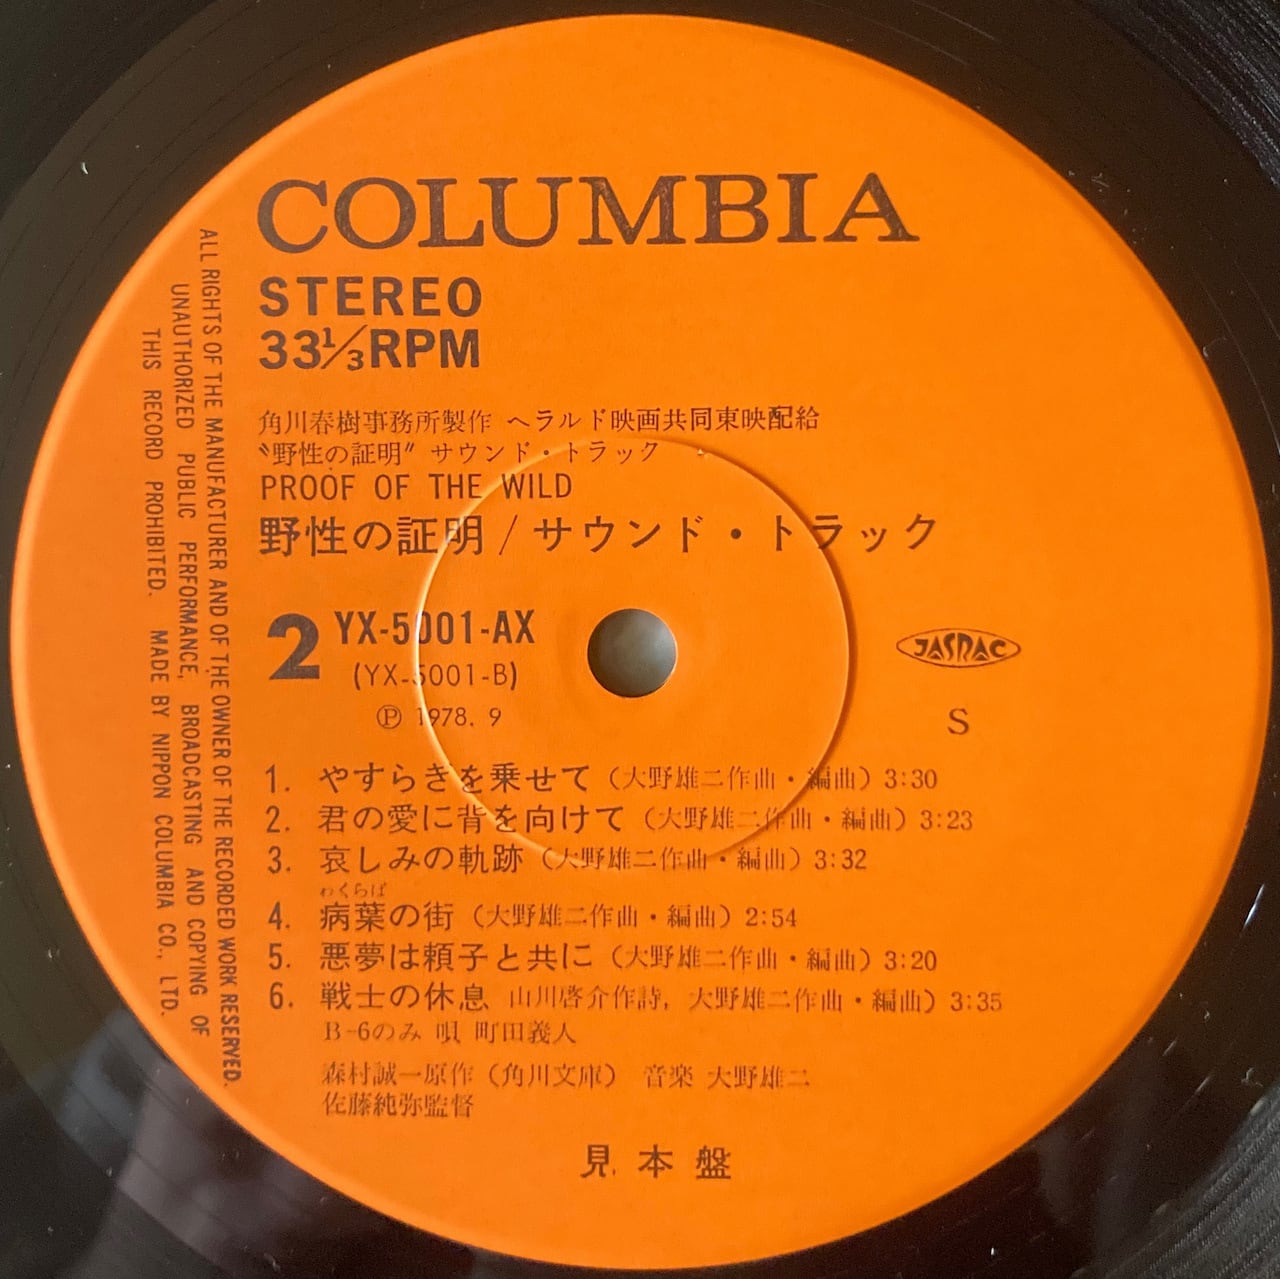 COLUMBIA
STEREO
33⅓RPM
角川春樹事務所製作 ヘラルド映画共同東映配給
〝野性の証明〞 サウンド・トラック
PROOF OF THE WILD
野性の証明/サウンド・トラック
2 YX-5001-AX
(YX-5001-B)
Ⓟ 1978. 9
JASRAC
S
1. やすらぎを乗せて (大野雄二作曲・編曲) 3:30
2. 君の愛に背を向けて (大野雄二作曲・編曲) 3:23
3. 哀しみの軌跡 (大野雄二作曲・編曲) 3:32
わくらば
4. 病葉の街 (大野雄二作曲・編曲) 2:54
5. 悪夢は頼子と共に (大野雄二作曲・編曲) 3:20
6. 戦士の休息 山川啓介作詩, 大野雄二作曲・編曲) 3:35
B-6のみ 唄 町田義人
森村誠一原作 (角川文庫) 音楽 大野雄二
佐藤純弥監督
見本盤
ALL RIGHTS OF THE MANUFACTURER AND OF THE OWNER OF THE RECORDED WORK RESERVED.
UNAUTHORIZED PUBLIC PERFORMANCE, BROADCASTING AND COPYING OF
THIS RECORD PROHIBITED. MADE BY NIPPON COLUMBIA CO., LTD.